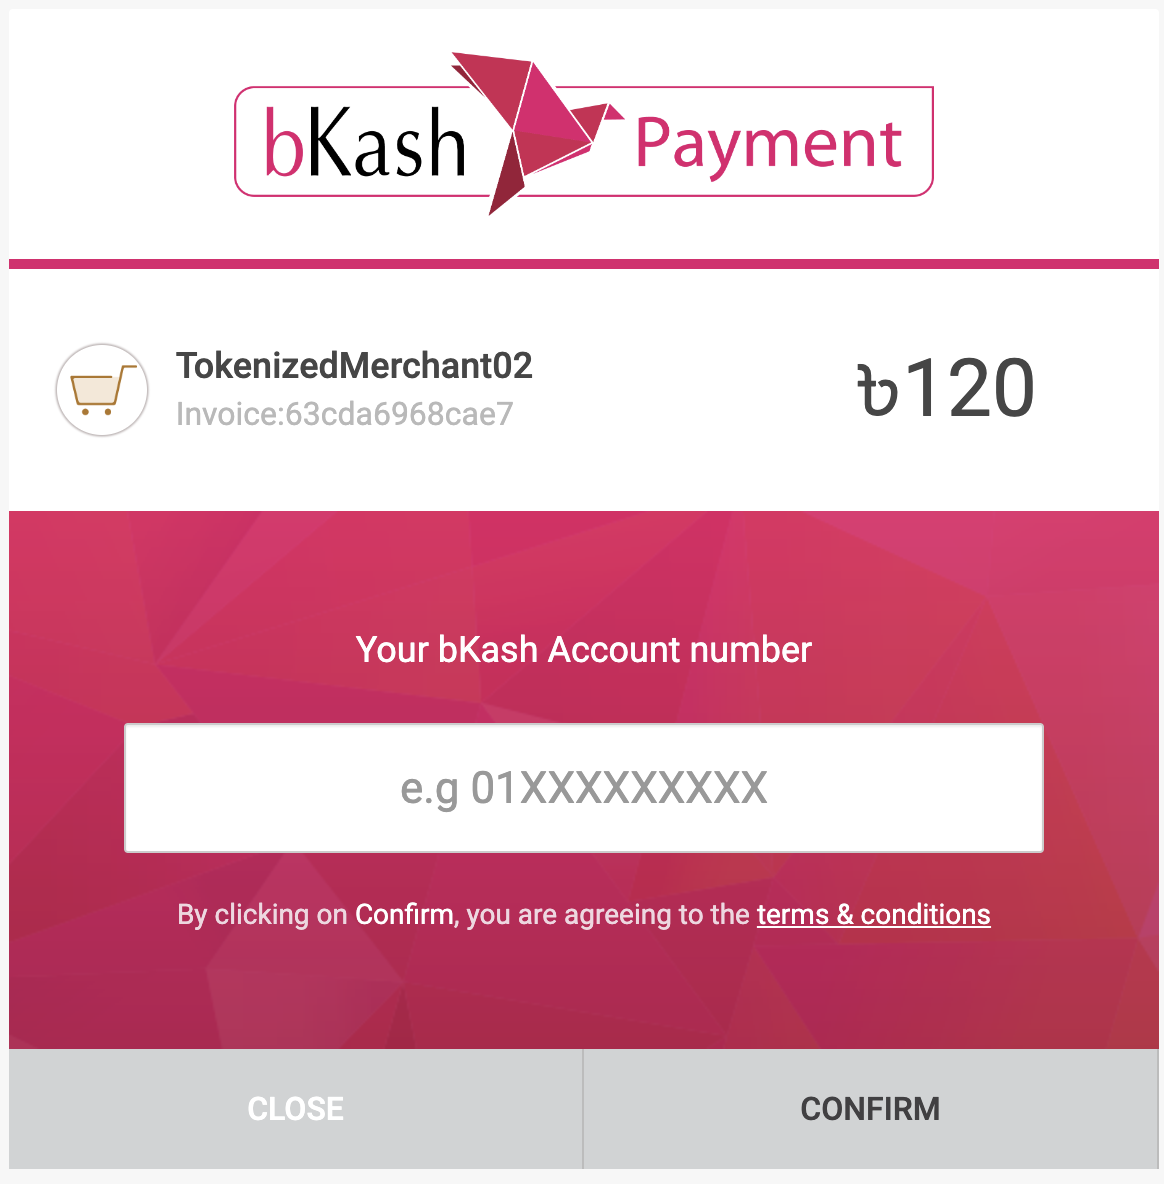 bKash Payment
TokenizedMerchant02
Invoice:63cda6968cae7
৳120
Your bKash Account number
e.g 01XXXXXXXXX
By clicking on Confirm, you are agreeing to the terms & conditions
CLOSE
CONFIRM